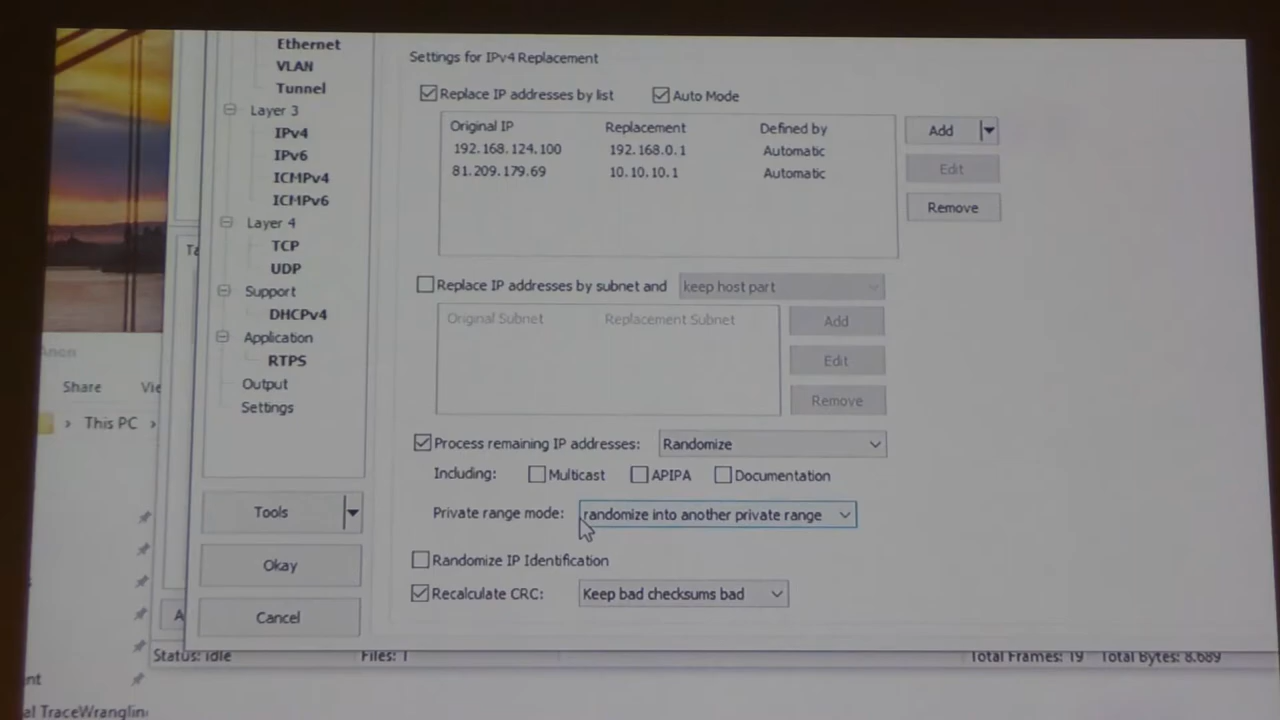 Ethernet
VLAN
Tunnel
Layer 3
IPv4
IPv6
ICMPv4
ICMPv6
Layer 4
TCP
UDP
Support
DHCPv4
Application
RTPS
Output
Settings
Tools
Okay
Cancel
Settings for IPv4 Replacement
Replace IP addresses by list Auto Mode
Original IP Replacement Defined by
192.168.124.100 192.168.0.1 Automatic
81.209.179.69 10.10.10.1 Automatic
Add
Edit
Remove
Replace IP addresses by subnet and keep host part
Original Subnet Replacement Subnet
Add
Edit
Remove
Process remaining IP addresses: Randomize
Including: Multicast APIPA Documentation
Private range mode: randomize into another private range
Randomize IP Identification
Recalculate CRC: Keep bad checksums bad
Anon
Share Vie
> This PC >
Ta
A
Status: Idle Files: 1 Total Frames: 19 Total Bytes: 8.689
nt
al TraceWrangling